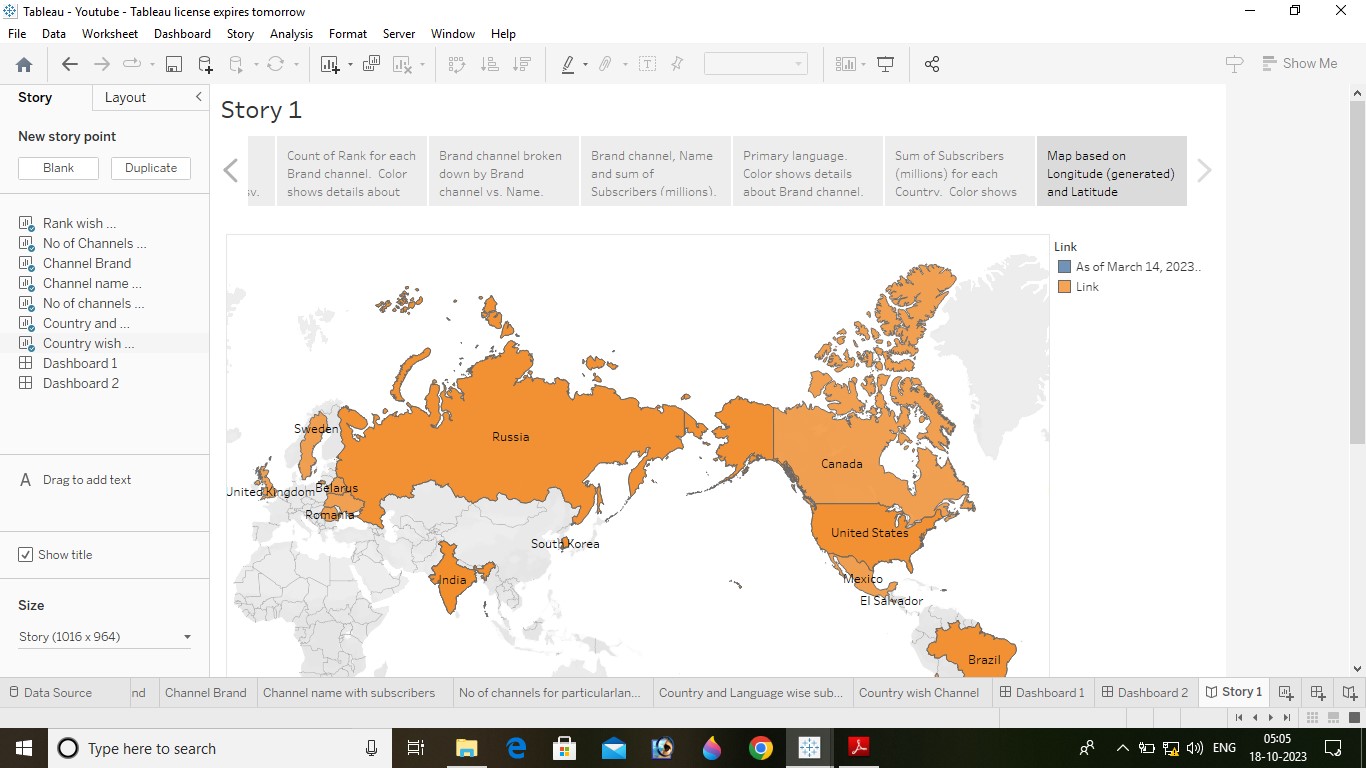 Tableau - Youtube - Tableau license expires tomorrow
File Data Worksheet Dashboard Story Analysis Format Server Window Help
Show Me
Story Layout
New story point
Blank Duplicate
Rank wish ...
No of Channels ...
Channel Brand
Channel name ...
No of channels ...
Country and ...
Country wish ...
Dashboard 1
Dashboard 2
A Drag to add text
Show title
Size
Story (1016 x 964)
Story 1
Count of Rank for each
Brand channel. Color
shows details about
Brand channel broken
down by Brand
channel vs. Name.
Brand channel, Name
and sum of
Subscribers (millions).
Primary language.
Color shows details
about Brand channel.
Sum of Subscribers
(millions) for each
Country. Color shows
Map based on
Longitude (generated)
and Latitude
Link
As of March 14, 2023..
Link
Sweden
Russia
Canada
United Kingdom
Belarus
Romania
United States
South Korea
India
Mexico
El Salvador
Brazil
Data Source nd Channel Brand Channel name with subscribers No of channels for particularlan... Country and Language wise sub... Country wish Channel Dashboard 1 Dashboard 2 Story 1
Type here to search
ENG
05:05
18-10-2023